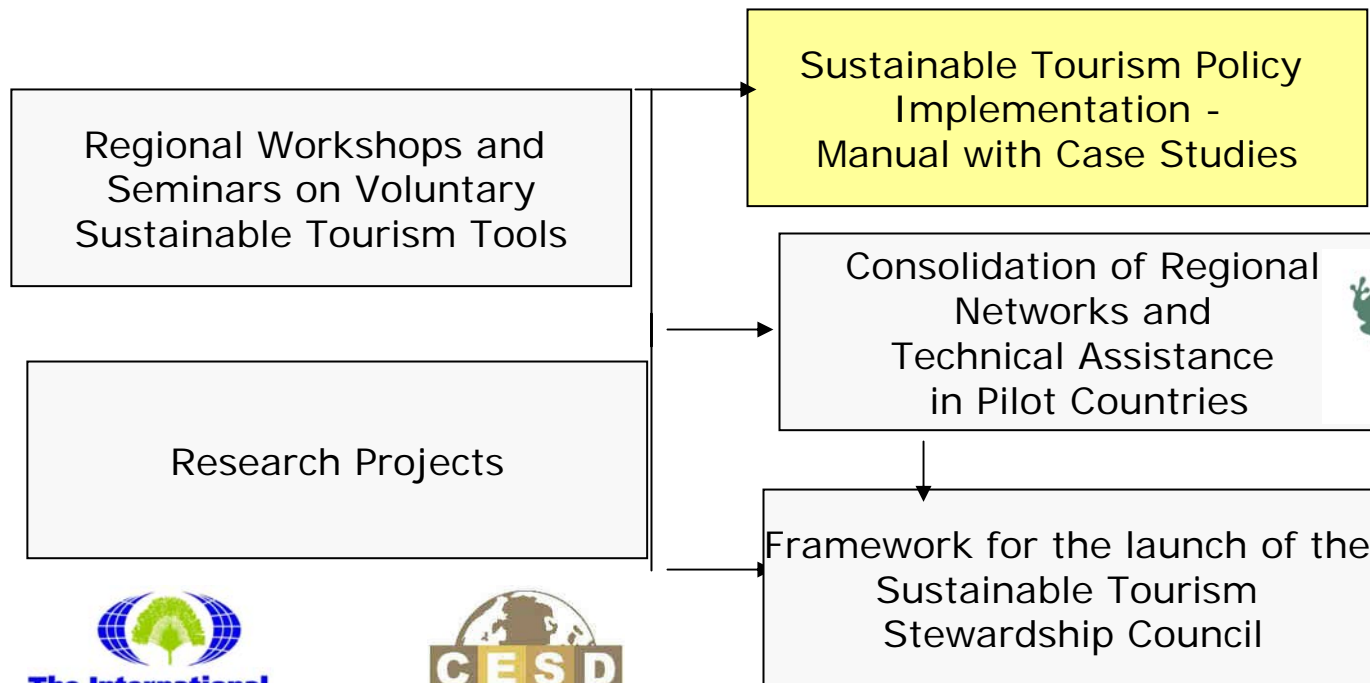 Regional Workshops and
Seminars on Voluntary
Sustainable Tourism Tools
Research Projects
Sustainable Tourism Policy
Implementation -
Manual with Case Studies
Consolidation of Regional
Networks and
Technical Assistance
in Pilot Countries
Framework for the launch of the
Sustainable Tourism
Stewardship Council
The International
CESD